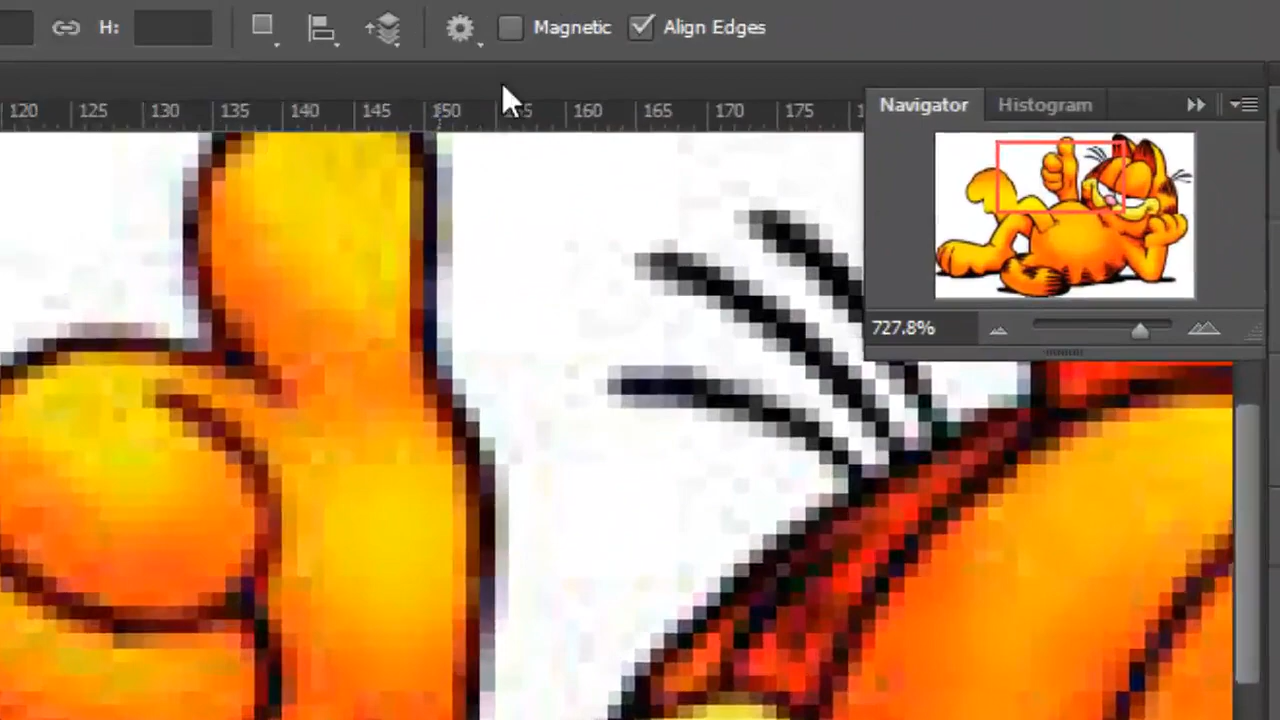 H: Magnetic Align Edges
120 125 130 135 140 145 150 160 165 170 175
Navigator Histogram
727.8%